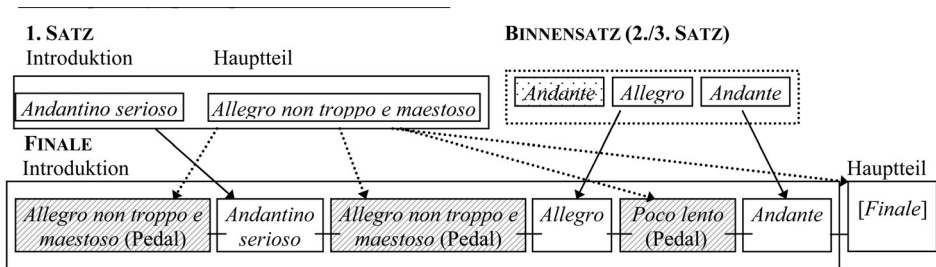 1. SATZ
BINNENSATZ (2./3. SATZ)
Introduktion
Hauptteil
Andantino serioso
Allegro non troppo e maestoso
Andante
Allegro
Andante
FINALE
Introduktion
Hauptteil
Allegro non troppo e
maestoso (Pedal)
Andantino
serioso
Allegro non troppo e
maestoso (Pedal)
Allegro
Poco lento
(Pedal)
Andante
[Finale]